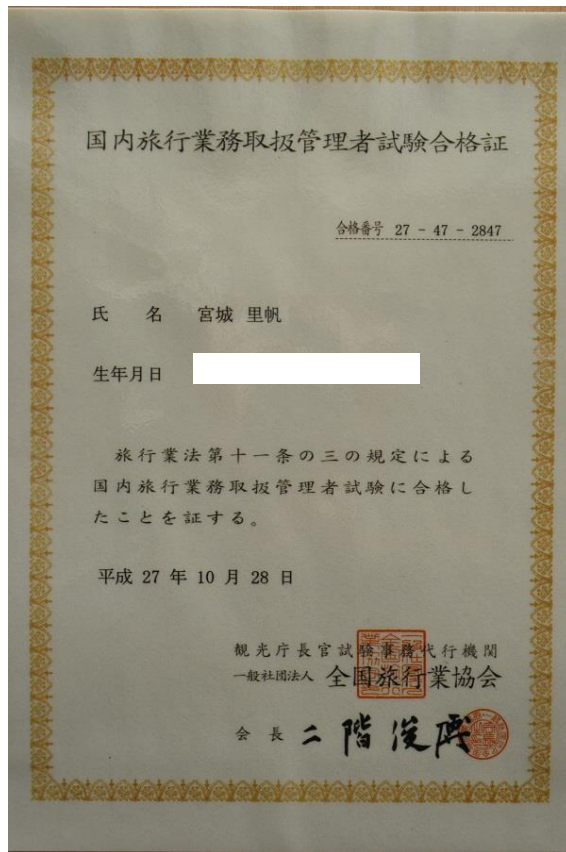 国内旅行業務取扱管理者試験合格証
合格番号 27 - 47 - 2847
氏 名 宮城 里帆
生年月日
旅行業法第十一条の三の規定による
国内旅行業務取扱管理者試験に合格し
たことを証する。
平成 27 年 10 月 28 日
観光庁長官試験事務代行機関
一般社団法人 全国旅行業協会
会 長 二階俊博